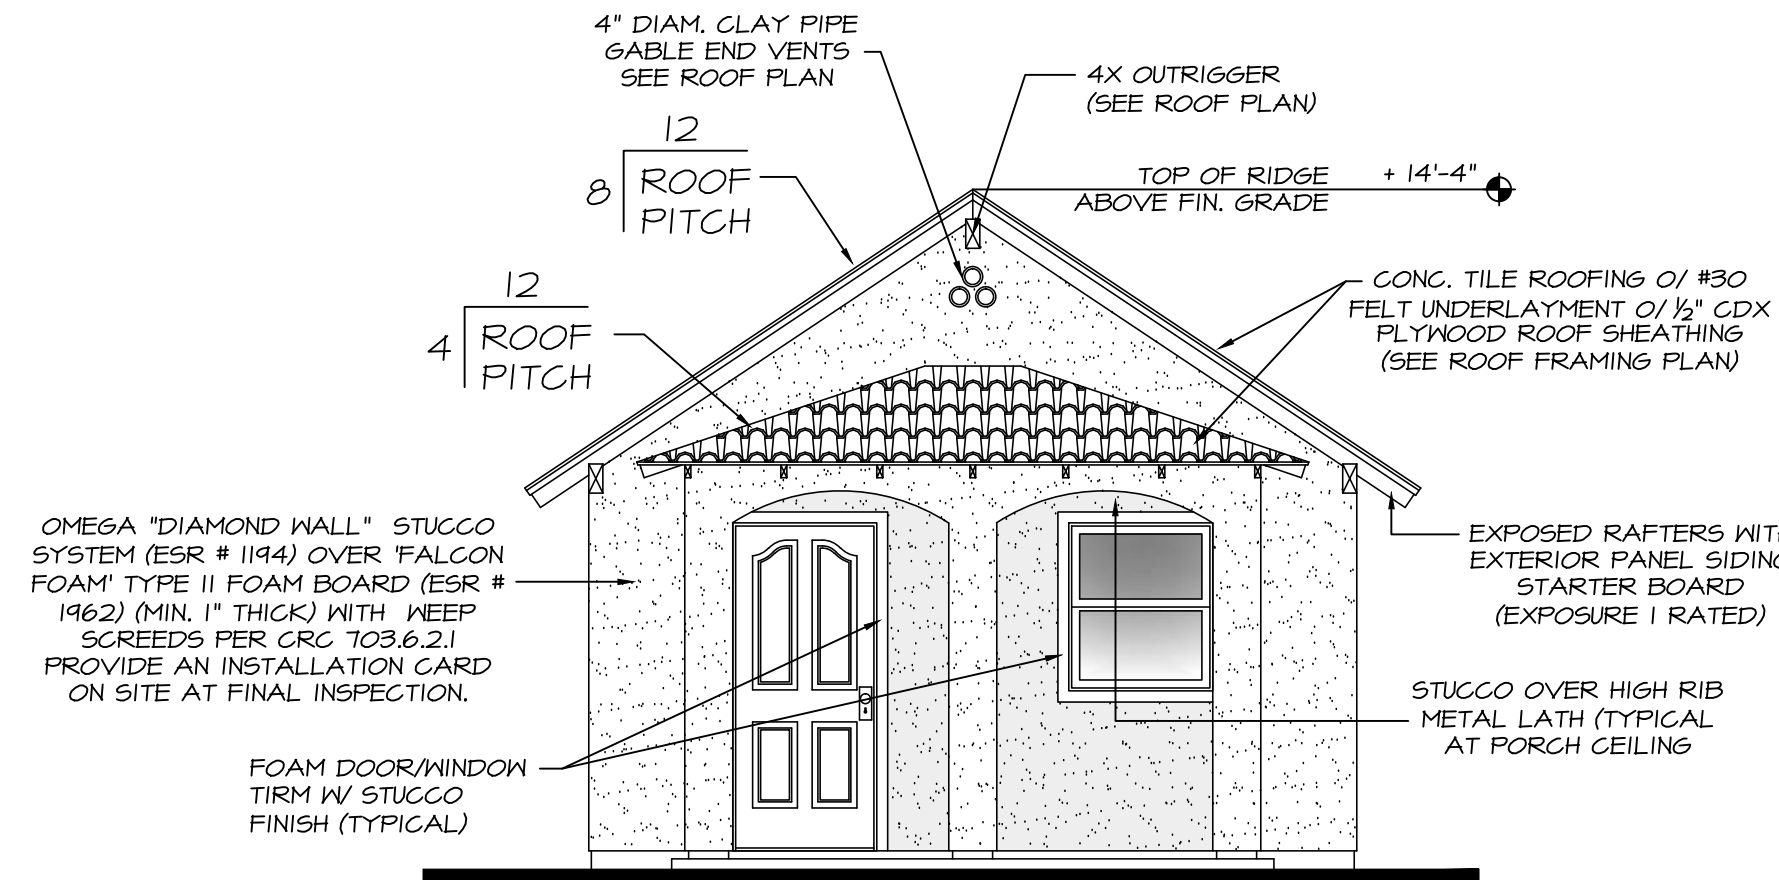 4" DIAM. CLAY PIPE
GABLE END VENTS
SEE ROOF PLAN
4X OUTRIGGER
(SEE ROOF PLAN)
12
8
ROOF
PITCH
TOP OF RIDGE + 14'-4"
ABOVE FIN. GRADE
12
4
ROOF
PITCH
CONC. TILE ROOFING O/ #30
FELT UNDERLAYMENT O/ ½" CDX
PLYWOOD ROOF SHEATHING
(SEE ROOF FRAMING PLAN)
OMEGA "DIAMOND WALL" STUCCO
SYSTEM (ESR # 1194) OVER 'FALCON
FOAM' TYPE II FOAM BOARD (ESR #
1962) (MIN. 1" THICK) WITH WEEP
SCREEDS PER CRC 703.6.2.1
PROVIDE AN INSTALLATION CARD
ON SITE AT FINAL INSPECTION.
EXPOSED RAFTERS WIT
EXTERIOR PANEL SIDING
STARTER BOARD
(EXPOSURE 1 RATED)
STUCCO OVER HIGH RIB
METAL LATH (TYPICAL
AT PORCH CEILING
FOAM DOOR/WINDOW
TIRM W/ STUCCO
FINISH (TYPICAL)